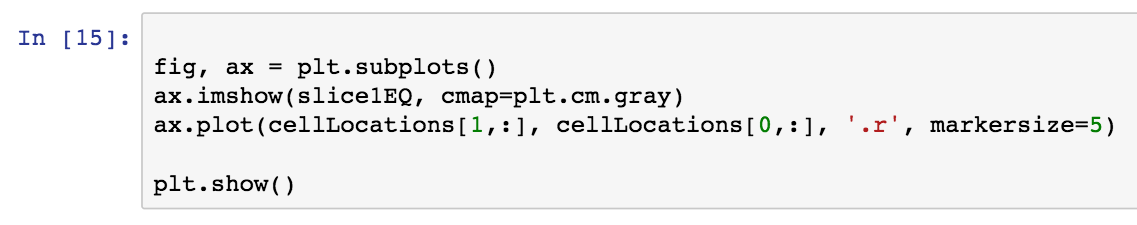 In [15]:
fig, ax = plt.subplots()
ax.imshow(slice1EQ, cmap=plt.cm.gray)
ax.plot(cellLocations[1,:], cellLocations[0,:], '.r', markersize=5)
plt.show()